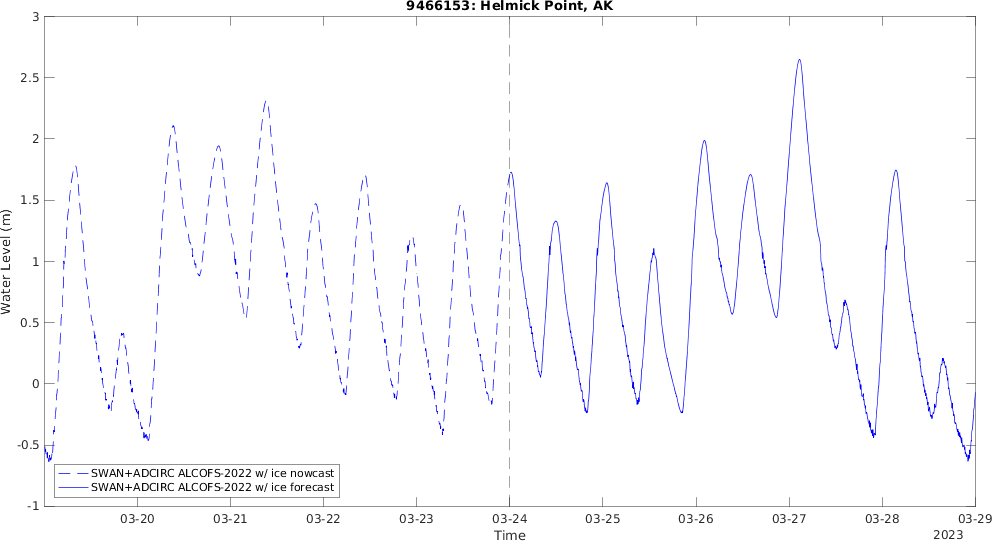 9466153: Helmick Point, AK
3
2.5
2
1.5
1
0.5
0
-0.5
-1
Water Level (m)
SWAN+ADCIRC ALCOFS-2022 w/ ice nowcast
SWAN+ADCIRC ALCOFS-2022 w/ ice forecast
03-20 03-21 03-22 03-23 03-24 03-25 03-26 03-27 03-28 03-29
Time
2023